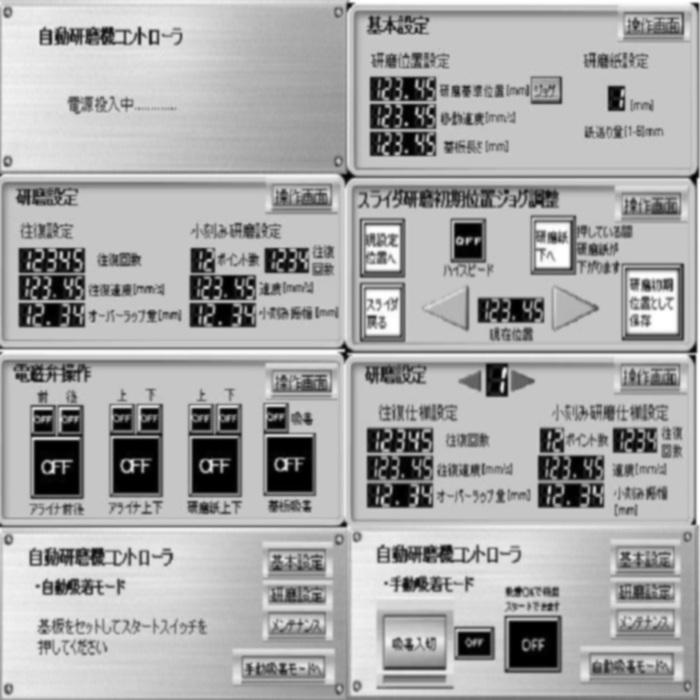 自動研磨機コントローラ
電源投入中............
基本設定
操作画面
研磨位置設定
研磨紙設定
123.45 研磨基準位置[mm] ジョグ
1 [mm]
123.45 移動速度[mm/s]
紙送り量[1-6]mm
123.45 基板長さ[mm]
研磨設定
操作画面
往復設定
小刻み研磨設定
12345 往復回数
12 ポイント数 1234 往復回数
123.45 往復速度[mm/s]
123.45 速度[mm/s]
12.34 オーバーラップ量[mm]
12.34 小刻み振幅[mm]
スライダ研磨初期位置ジョグ調整
操作画面
現設定
位置へ
OFF
ハイスピード
研磨紙
下へ
押している間
研磨紙が
下がります
スライダ
戻る
123.45
現在位置
研磨初期
位置として
保存
電磁弁操作
操作画面
前 後
上 下
上 下
OFF OFF
OFF OFF
OFF OFF
OFF 吸着
OFF
OFF
OFF
OFF
アライナ前後
アライナ上下
研磨紙上下
基板吸着
研磨設定
1
操作画面
往復仕様設定
小刻み研磨仕様設定
12345 往復回数
12 ポイント数 1234 往復
回数
123.45 往復速度[mm/s]
123.45 速度[mm/s]
12.34 オーバーラップ量[mm]
12.34 小刻み振幅
[mm]
自動研磨機コントローラ
・自動吸着モード
基板をセットしてスタートスイッチを
押してください
基本設定
研磨設定
メンテナンス
手動吸着モードへ
自動研磨機コントローラ
・手動吸着モード
吸着入切
OFF
スタートできます
OFF
基本設定
研磨設定
メンテナンス
自動吸着モードへ